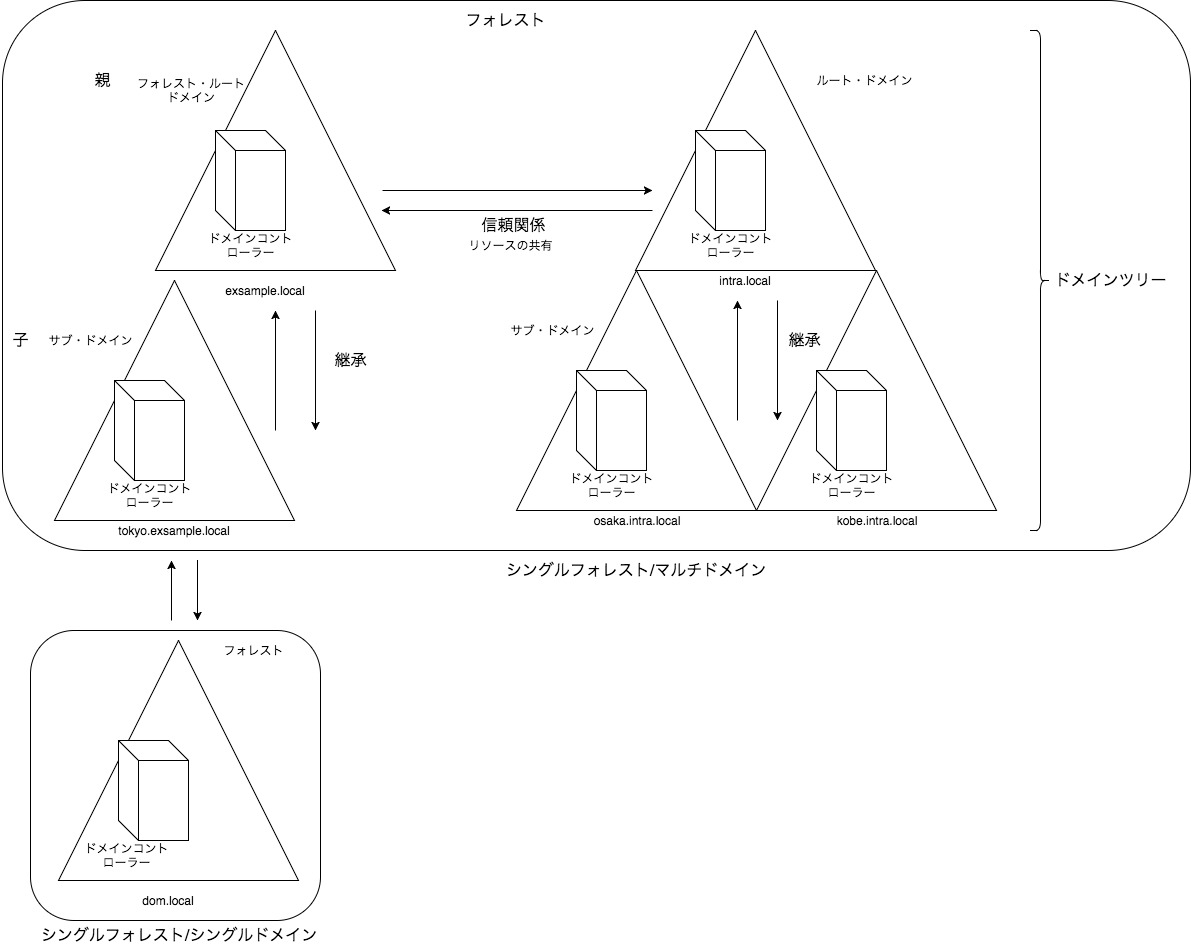 フォレスト
親
フォレスト・ルート
ドメイン
ルート・ドメイン
ドメインコント
ローラー
ドメインコント
ローラー
信頼関係
リソースの共有
exsample.local
intra.local
ドメインツリー
子
サブ・ドメイン
継承
サブ・ドメイン
継承
ドメインコント
ローラー
ドメインコント
ローラー
ドメインコント
ローラー
tokyo.exsample.local
osaka.intra.local
kobe.intra.local
シングルフォレスト/マルチドメイン
フォレスト
ドメインコント
ローラー
dom.local
シングルフォレスト/シングルドメイン